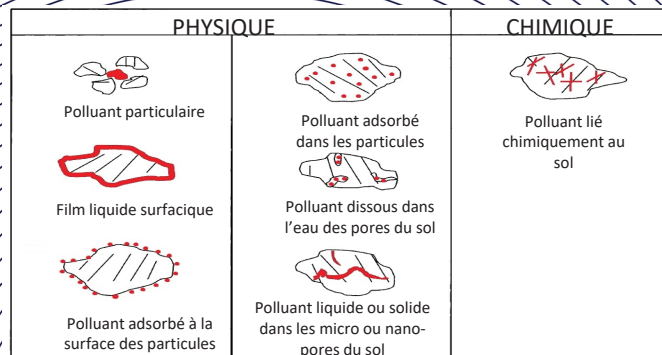 PHYSIQUE
CHIMIQUE
Polluant particulaire
Film liquide surfacique
Polluant adsorbé à la
surface des particules
Polluant adsorbé
dans les particules
Polluant dissous dans
l'eau des pores du sol
Polluant liquide ou solide
dans les micro ou nano-
pores du sol
Polluant lié
chimiquement au
sol